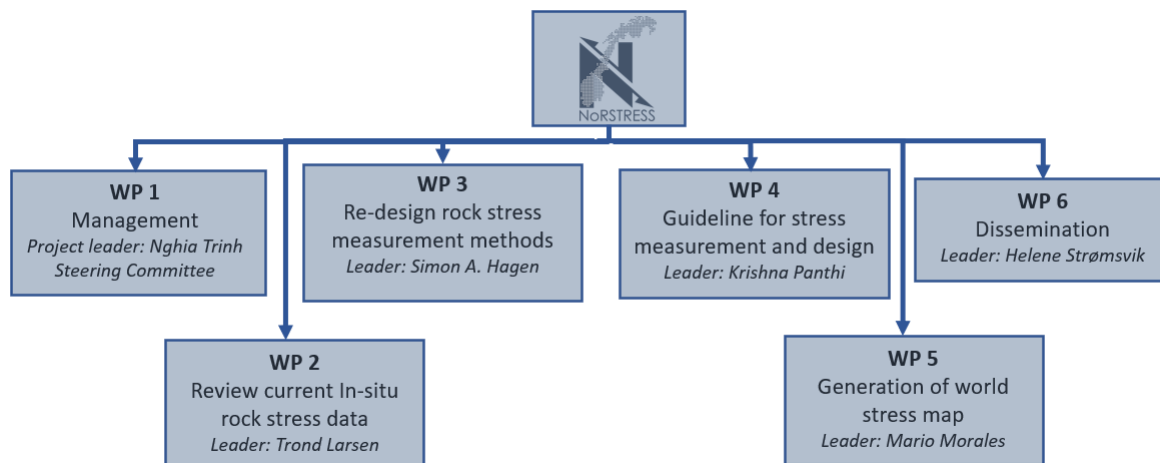 NoRSTRESS
WP 1
Management
Project leader: Nghia Trinh
Steering Committee
WP 2
Review current In-situ
rock stress data
Leader: Trond Larsen
WP 3
Re-design rock stress
measurement methods
Leader: Simon A. Hagen
WP 4
Guideline for stress
measurement and design
Leader: Krishna Panthi
WP 5
Generation of world
stress map
Leader: Mario Morales
WP 6
Dissemination
Leader: Helene Strømsvik